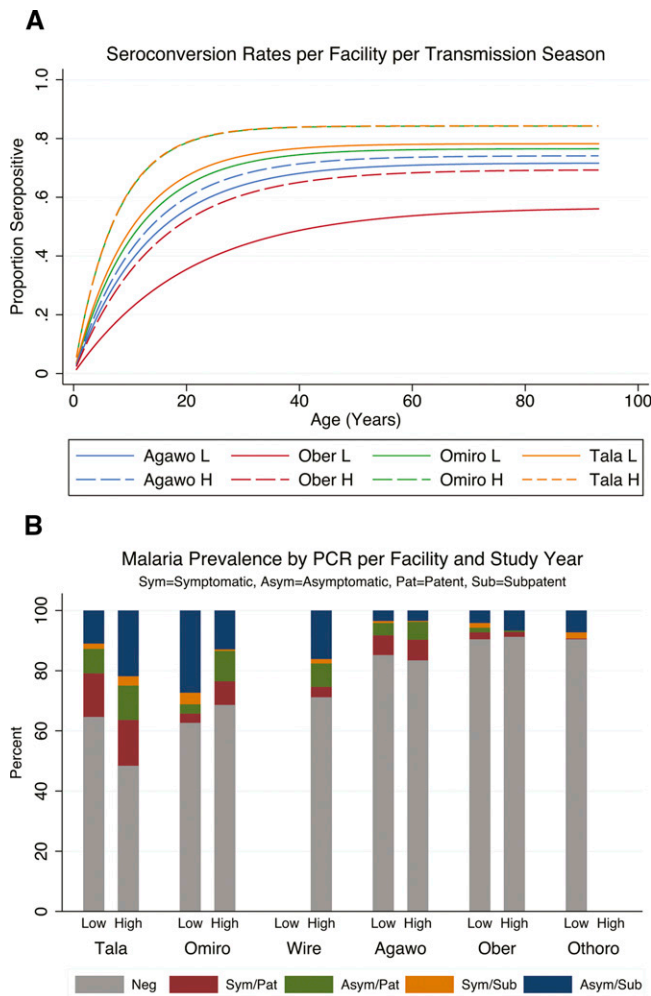 A
Seroconversion Rates per Facility per Transmission Season
Proportion Seropositive
1.0
.8
.6
.4
.2
0
0 20 40 60 80 100
Age (Years)
Agawo L Ober L Omiro L Tala L
Agawo H Ober H Omiro H Tala H
B
Malaria Prevalence by PCR per Facility and Study Year
Sym=Symptomatic, Asym=Asymptomatic, Pat=Patent, Sub=Subpatent
Percent
100
80
60
40
20
0
Low High Low High Low High Low High Low High Low High
Tala Omiro Wire Agawo Ober Othoro
Neg Sym/Pat Asym/Pat Sym/Sub Asym/Sub